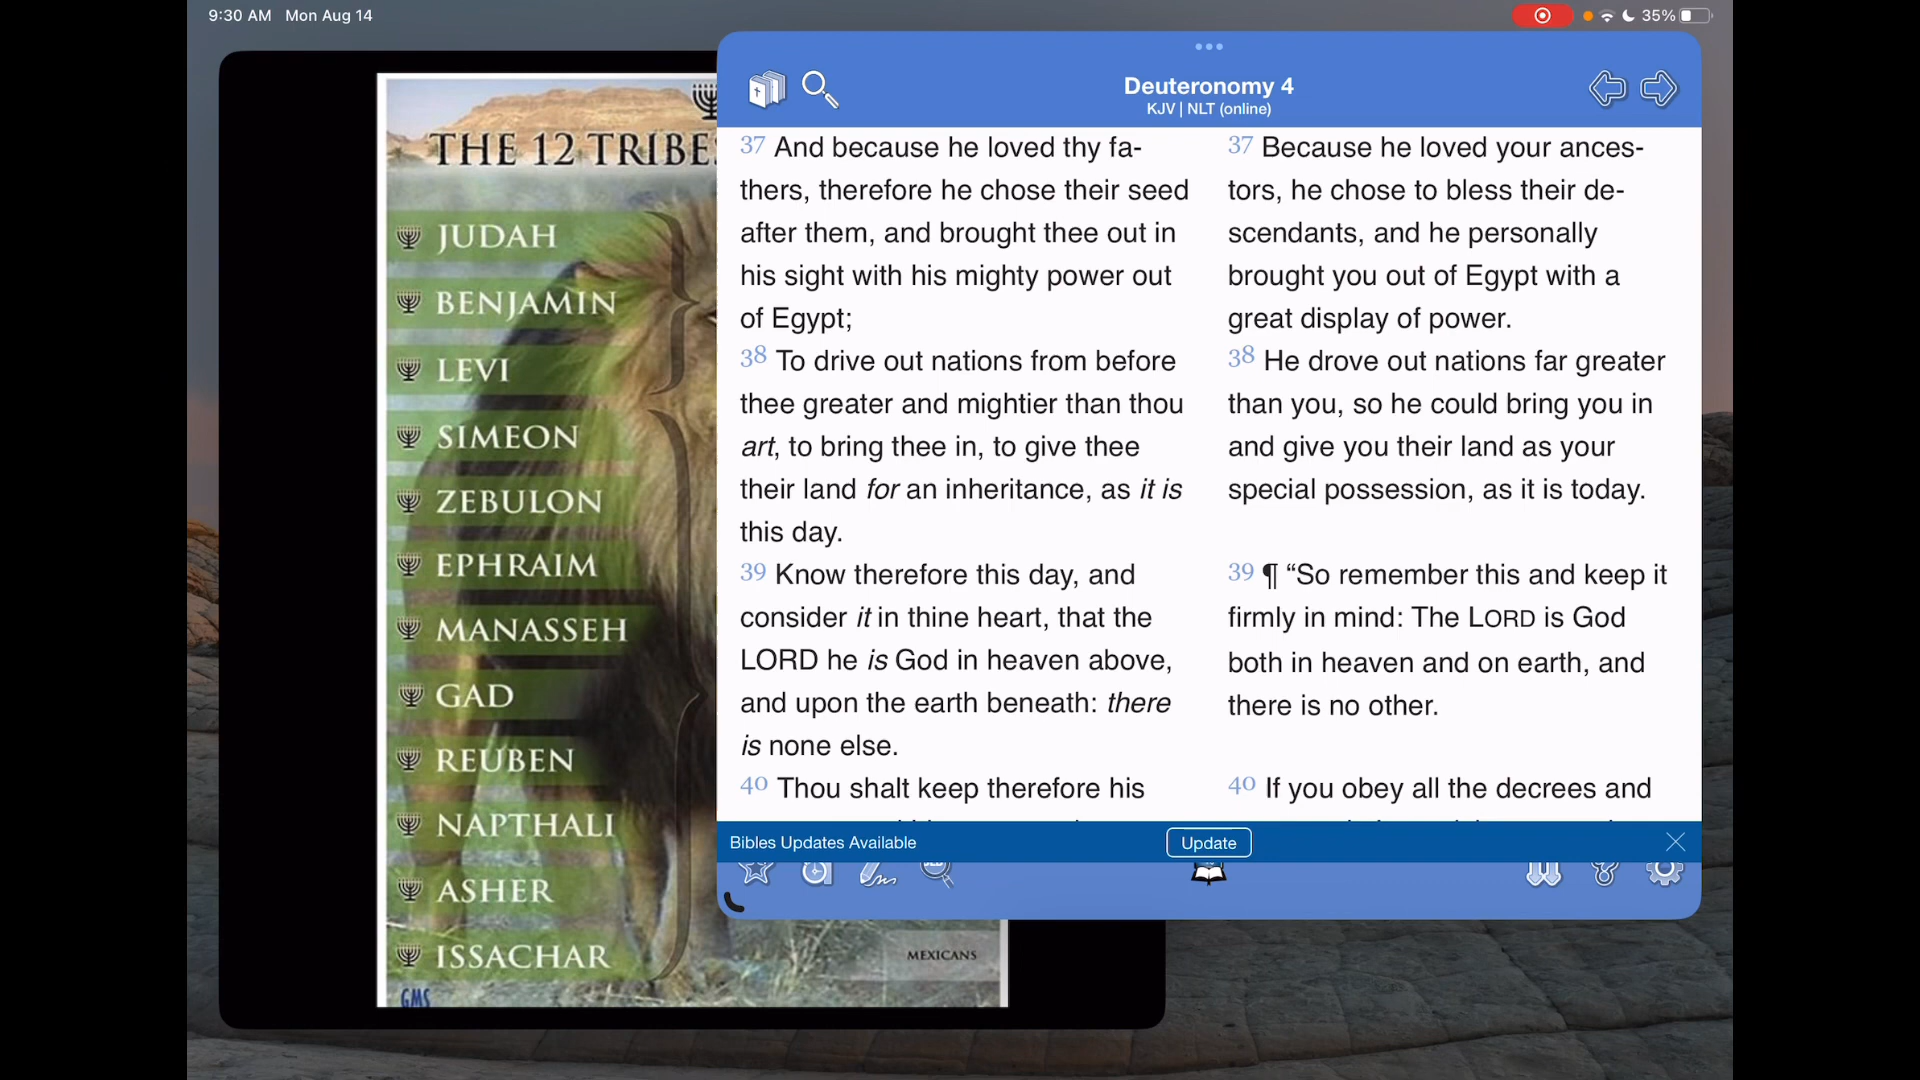 9:30 AM Mon Aug 14
35%
THE 12 TRIBES
JUDAH
BENJAMIN
LEVI
SIMEON
ZEBULON
EPHRAIM
MANASSEH
GAD
REUBEN
NAPTHALI
ASHER
ISSACHAR
MEXICANS
GMS
Deuteronomy 4
KJV | NLT (online)
37 And because he loved thy fa-
thers, therefore he chose their seed
after them, and brought thee out in
his sight with his mighty power out
of Egypt;
38 To drive out nations from before
thee greater and mightier than thou
art, to bring thee in, to give thee
their land for an inheritance, as it is
this day.
39 Know therefore this day, and
consider it in thine heart, that the
LORD he is God in heaven above,
and upon the earth beneath: there
is none else.
40 Thou shalt keep therefore his
37 Because he loved your ances-
tors, he chose to bless their de-
scendants, and he personally
brought you out of Egypt with a
great display of power.
38 He drove out nations far greater
than you, so he could bring you in
and give you their land as your
special possession, as it is today.
39 ¶ “So remember this and keep it
firmly in mind: The LORD is God
both in heaven and on earth, and
there is no other.
40 If you obey all the decrees and
Bibles Updates Available
Update